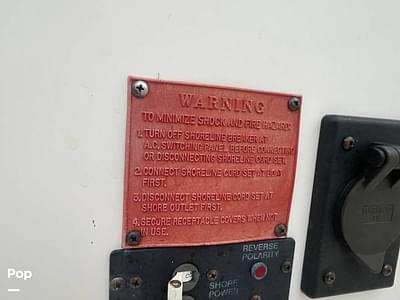 WARNING
TO MINIMIZE SHOCK AND FIRE HAZARD:
1. TURN OFF SHORELINE BREAKER AT
A.C. SWITCHING PANEL BEFORE CONNECTING
OR DISCONNECTING SHORELINE CORD SET.
2. CONNECT SHORELINE CORD SET AT BOAT
FIRST.
3. DISCONNECT SHORELINE CORD SET AT
SHORE OUTLET FIRST.
4. SECURE RECEPTACLE COVERS WHEN NOT
IN USE.
REVERSE
POLARITY
SHORE
POWER
Pop